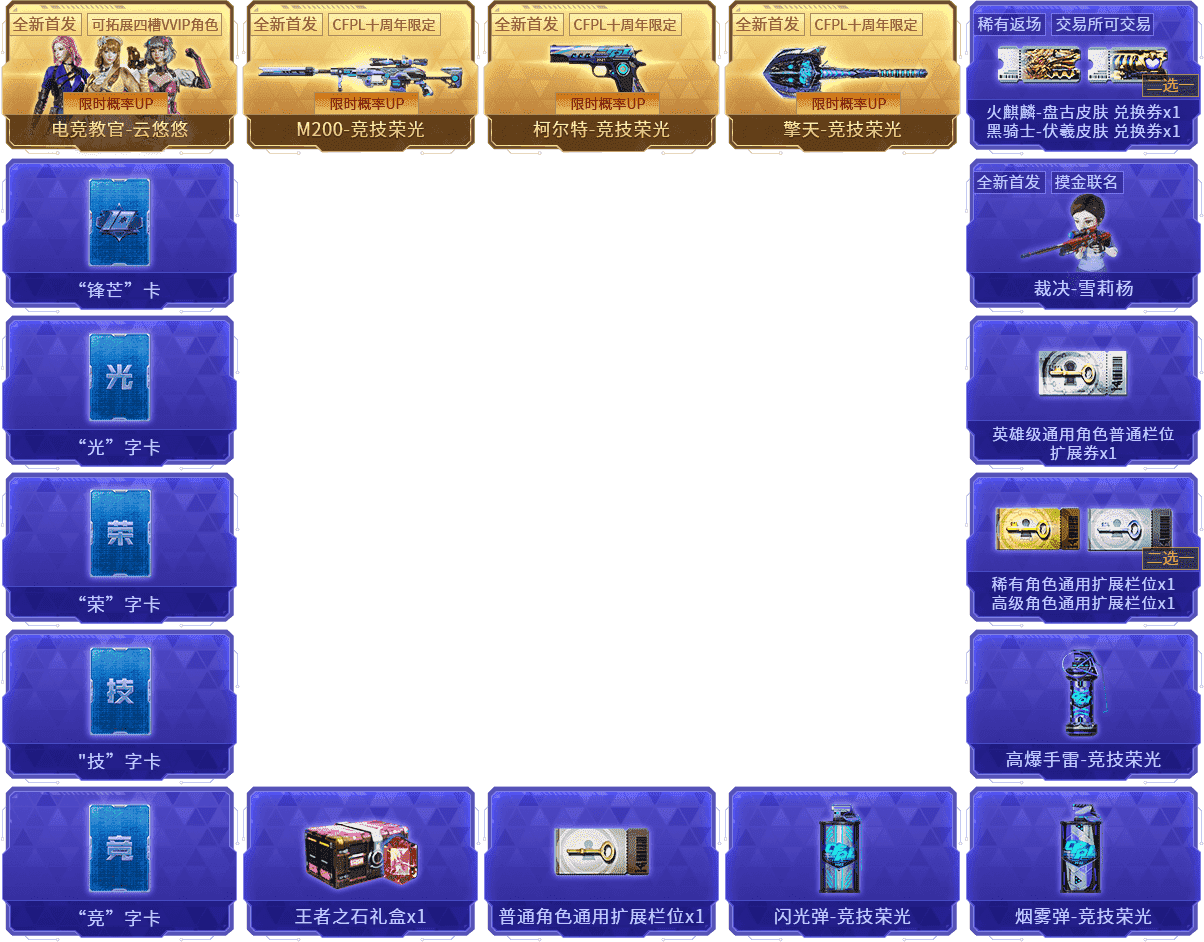 全新首发 可拓展四槽VVIP角色
限时概率UP
电竞教官-云悠悠
全新首发 CFPL十周年限定
限时概率UP
M200-竞技荣光
全新首发 CFPL十周年限定
限时概率UP
柯尔特-竞技荣光
全新首发 CFPL十周年限定
限时概率UP
擎天-竞技荣光
稀有返场 交易所可交易
二选一
火麒麟-盘古皮肤 兑换券x1
黑骑士-伏羲皮肤 兑换券x1
“锋芒”卡
全新首发 摸金联名
裁决-雪莉杨
光
“光”字卡
英雄级通用角色普通栏位
扩展券x1
荣
“荣”字卡
二选一
稀有角色通用扩展栏位x1
高级角色通用扩展栏位x1
技
"技”字卡
高爆手雷-竞技荣光
竞
“竞”字卡
王者之石礼盒x1
普通角色通用扩展栏位x1
闪光弹-竞技荣光
烟雾弹-竞技荣光